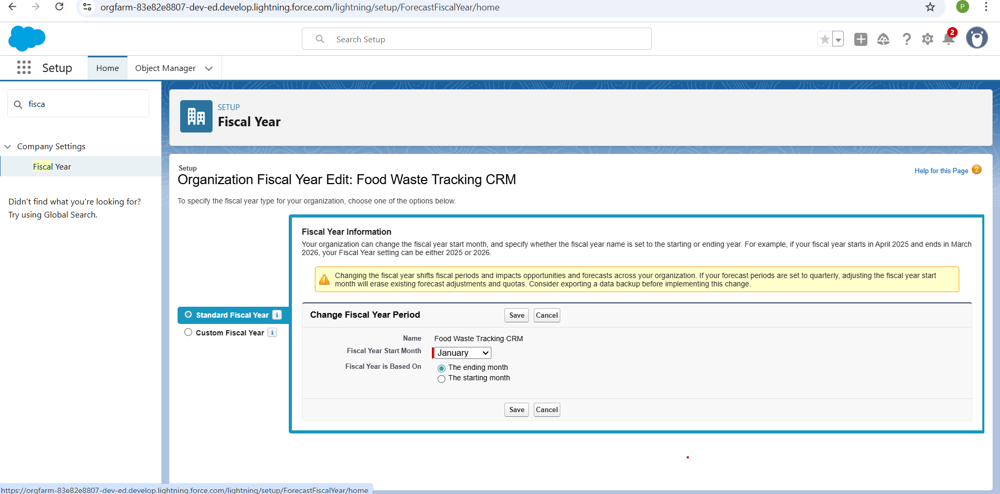 orgfarm-83e82e8807-dev-ed.develop.lightning.force.com/lightning/setup/ForecastFiscalYear/home
P
Search Setup
2
Setup
Home
Object Manager
fisca
Company Settings
Fiscal Year
Didn't find what you're looking for?
Try using Global Search.
SETUP
Fiscal Year
Setup
Organization Fiscal Year Edit: Food Waste Tracking CRM
Help for this Page ?
To specify the fiscal year type for your organization, choose one of the options below.
Standard Fiscal Year i
Custom Fiscal Year i
Fiscal Year Information
Your organization can change the fiscal year start month, and specify whether the fiscal year name is set to the starting or ending year. For example, if your fiscal year starts in April 2025 and ends in March
2026, your Fiscal Year setting can be either 2025 or 2026.
Changing the fiscal year shifts fiscal periods and impacts opportunities and forecasts across your organization. If your forecast periods are set to quarterly, adjusting the fiscal year start
month will erase existing forecast adjustments and quotas. Consider exporting a data backup before implementing this change.
Change Fiscal Year Period
Save
Cancel
Name Food Waste Tracking CRM
Fiscal Year Start Month January
Fiscal Year is Based On The ending month
The starting month
Save
Cancel
https://orgfarm-83e82e8807-dev-ed.develop.lightning.force.com/lightning/setup/ForecastFiscalYear/home